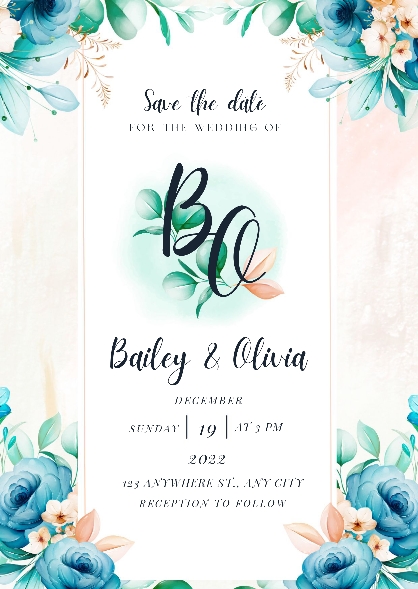 Save the date
FOR THE WEDDING OF
BO
Bailey & Olivia
DECEMBER
SUNDAY | 19 | AT 3 PM
2022
123 ANYWHERE ST., ANY CITY
RECEPTION TO FOLLOW